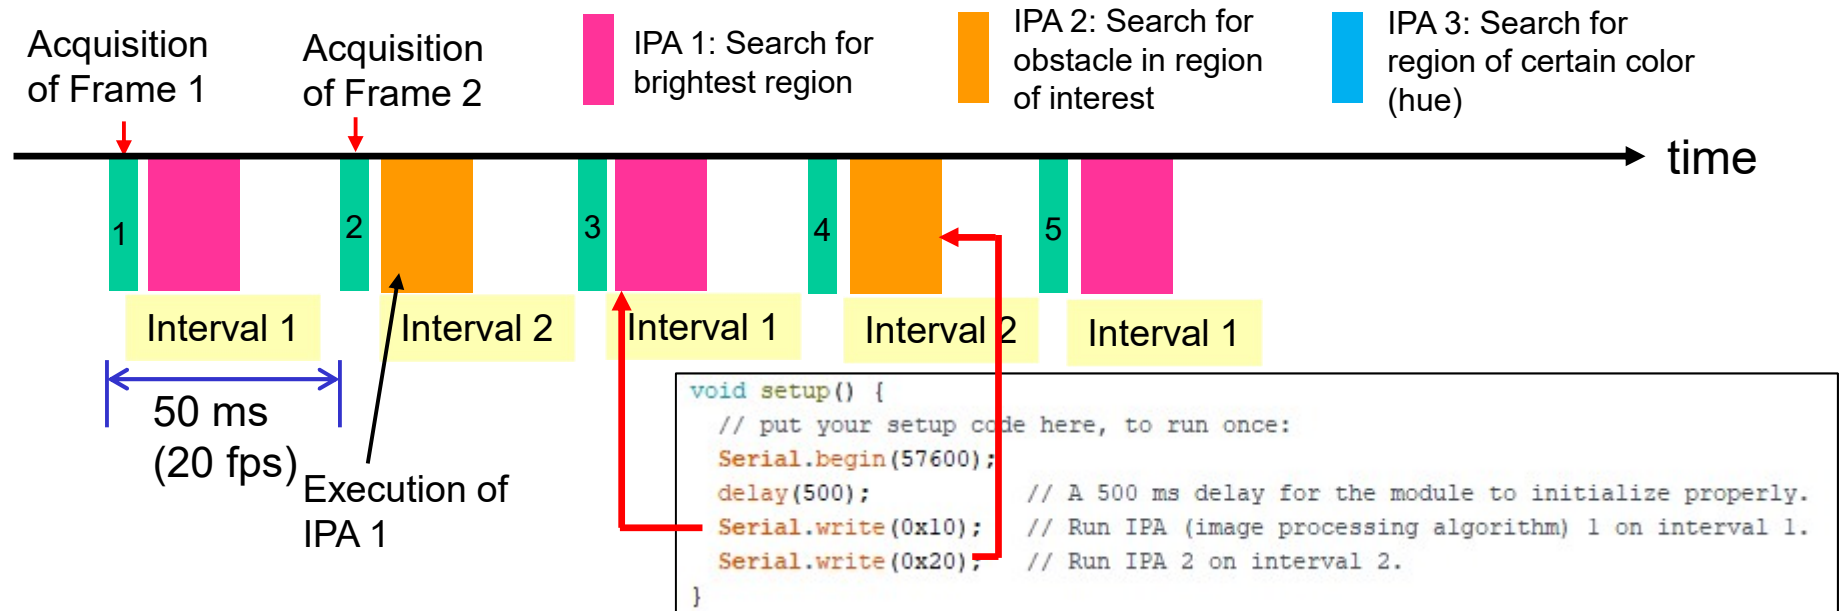 Acquisition
of Frame 1
Acquisition
of Frame 2
IPA 1: Search for
brightest region
IPA 2: Search for
obstacle in region
of interest
IPA 3: Search for
region of certain color
(hue)
time
1
2
3
4
5
Interval 1
Interval 2
Interval 1
Interval 2
Interval 1
50 ms
(20 fps)
Execution of
IPA 1
void setup() {
// put your setup code here, to run once:
Serial.begin(57600);
delay(500); // A 500 ms delay for the module to initialize properly.
Serial.write(0x10); // Run IPA (image processing algorithm) 1 on interval 1.
Serial.write(0x20); // Run IPA 2 on interval 2.
}